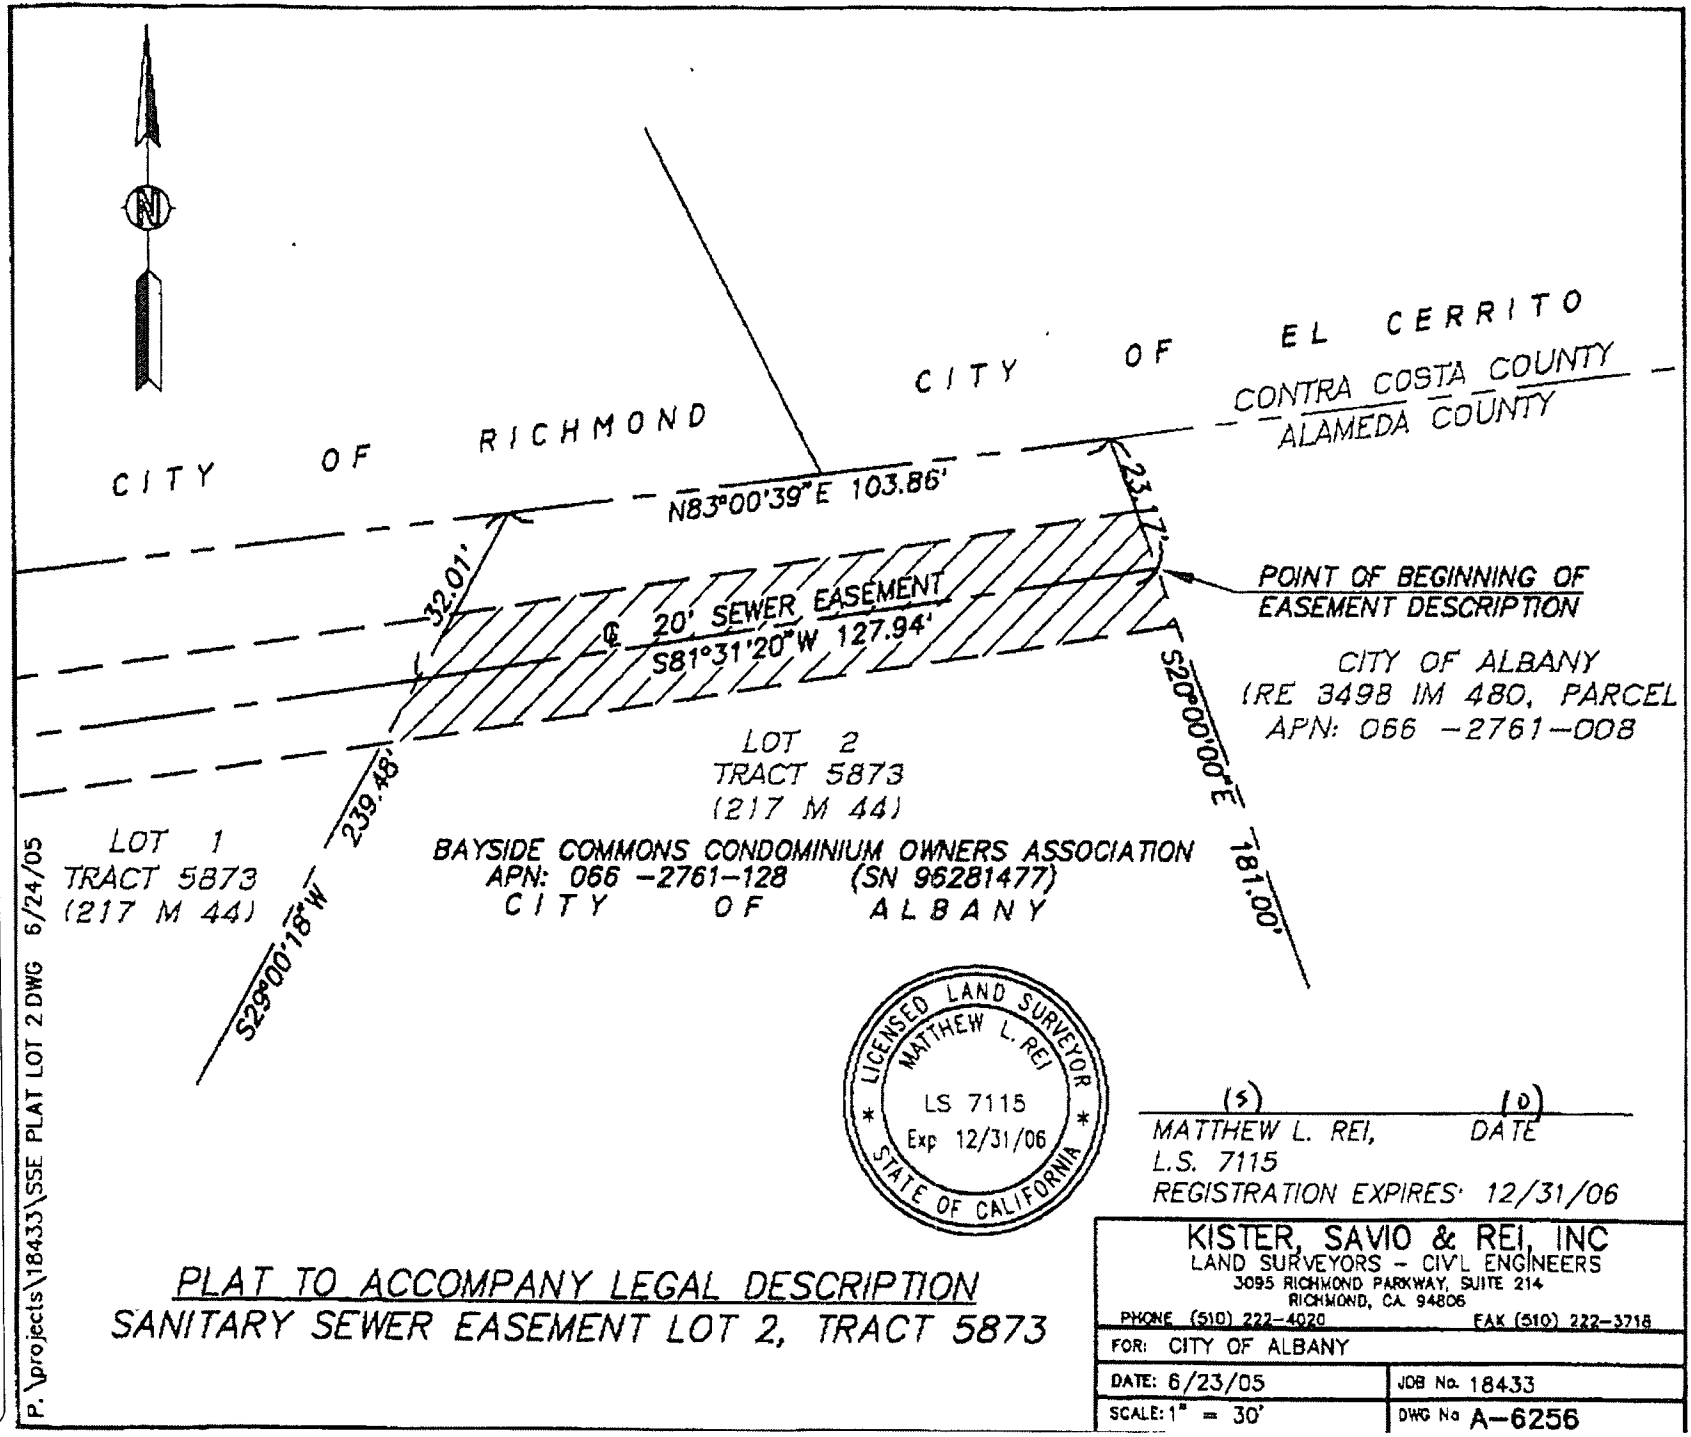 N
CITY OF RICHMOND
CITY OF EL CERRITO
CONTRA COSTA COUNTY
ALAMEDA COUNTY
N83°00'39"E 103.86'
23.17'
32.01'
℄ 20' SEWER EASEMENT
S81°31'20"W 127.94'
POINT OF BEGINNING OF
EASEMENT DESCRIPTION
CITY OF ALBANY
(RE 3498 IM 480, PARCEL
APN: 066 -2761-008
S20°00'00"E 181.00'
S29°00'18"W 239.48'
LOT 2
TRACT 5873
(217 M 44)
LOT 1
TRACT 5873
(217 M 44)
BAYSIDE COMMONS CONDOMINIUM OWNERS ASSOCIATION
APN: 066 -2761-128 (SN 96281477)
CITY OF ALBANY
LICENSED LAND SURVEYOR
MATTHEW L. REI
LS 7115
Exp 12/31/06
* STATE OF CALIFORNIA *
(S) (D)
MATTHEW L. REI, DATE
L.S. 7115
REGISTRATION EXPIRES: 12/31/06
PLAT TO ACCOMPANY LEGAL DESCRIPTION
SANITARY SEWER EASEMENT LOT 2, TRACT 5873
KISTER, SAVIO & REI, INC
LAND SURVEYORS - CIVIL ENGINEERS
3095 RICHMOND PARKWAY, SUITE 214
RICHMOND, CA. 94806
PHONE (510) 222-4020 FAX (510) 222-3718
FOR: CITY OF ALBANY
DATE: 6/23/05 JOB No. 18433
SCALE: 1" = 30' DWG No A-6256
P:\projects\18433\SSE PLAT LOT 2 DWG 6/24/05